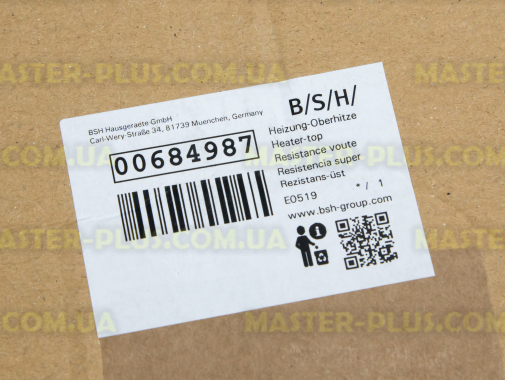 BSH Hausgeraete-GmbH
Carl-Wery-Straße 34, 81739 Muenchen, Germany
00684987
B/S/H/
Heizung-Oberhitze
Heater-top
Resistance voute
Resistencia super
Rezistans-üst
E0519 * / 1
www.bsh-group.com
MASTER-PLUS.COM.UA
MASTER-PLUS.COM.UA